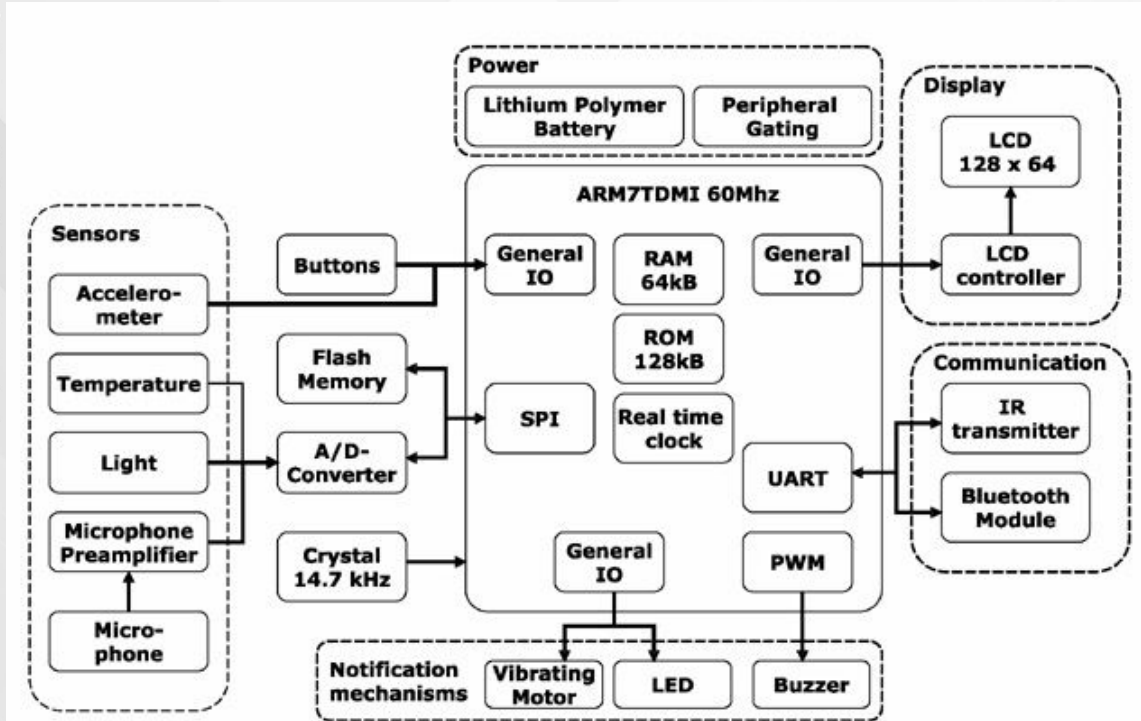 Power
Lithium Polymer
Battery
Peripheral
Gating
Display
LCD
128 x 64
LCD
controller
ARM7TDMI 60Mhz
General
IO
RAM
64kB
General
IO
ROM
128kB
SPI
Real time
clock
UART
General
IO
PWM
Sensors
Accelero-
meter
Temperature
Light
Microphone
Preamplifier
Micro-
phone
Buttons
Flash
Memory
A/D-
Converter
Crystal
14.7 kHz
Communication
IR
transmitter
Bluetooth
Module
Notification
mechanisms
Vibrating
Motor
LED
Buzzer